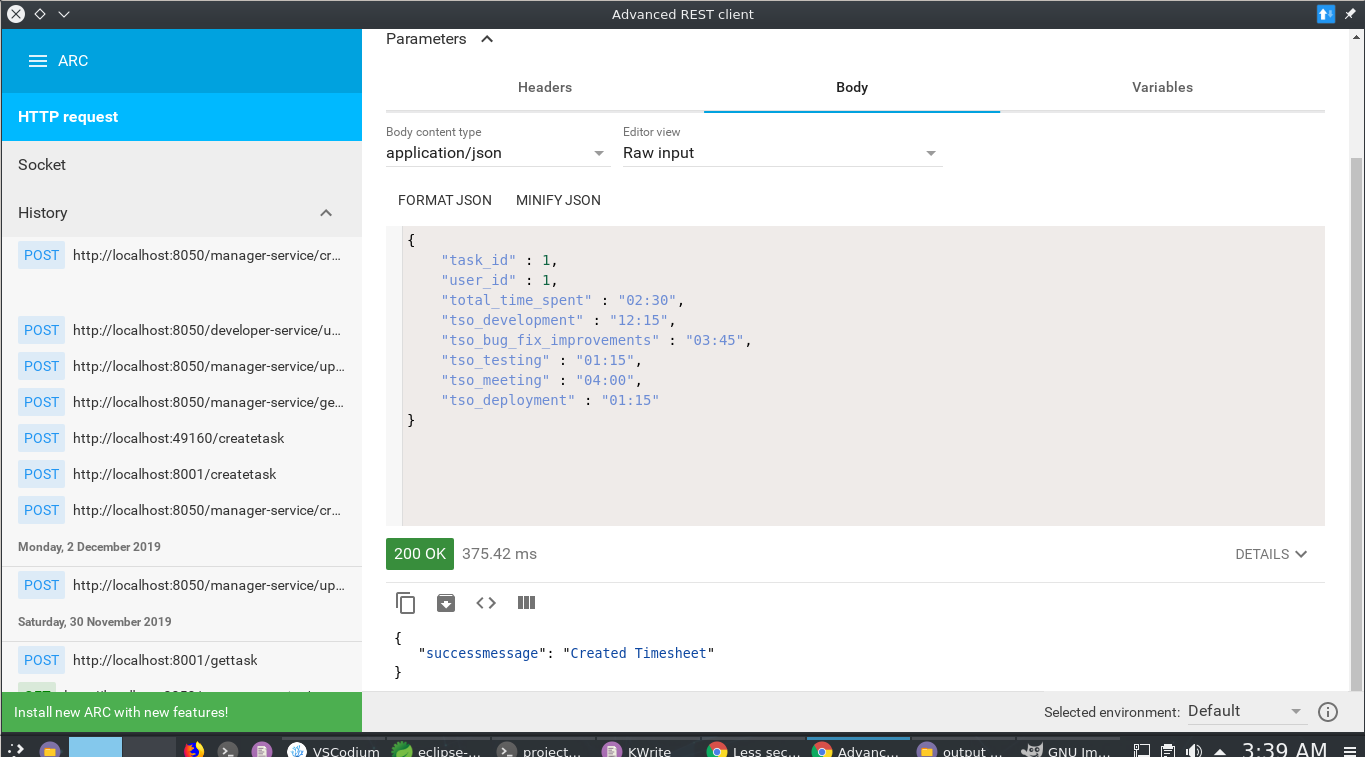 Advanced REST client
ARC
HTTP request
Socket
History
POST http://localhost:8050/manager-service/cr...
POST http://localhost:8050/developer-service/u...
POST http://localhost:8050/manager-service/up...
POST http://localhost:8050/manager-service/ge...
POST http://localhost:49160/createtask
POST http://localhost:8001/createtask
POST http://localhost:8050/manager-service/cr...
Monday, 2 December 2019
POST http://localhost:8050/manager-service/up...
Saturday, 30 November 2019
POST http://localhost:8001/gettask
Install new ARC with new features!
Parameters
Headers Body Variables
Body content type Editor view
application/json Raw input
FORMAT JSON MINIFY JSON
{
"task_id" : 1,
"user_id" : 1,
"total_time_spent" : "02:30",
"tso_development" : "12:15",
"tso_bug_fix_improvements" : "03:45",
"tso_testing" : "01:15",
"tso_meeting" : "04:00",
"tso_deployment" : "01:15"
}
200 OK 375.42 ms DETAILS
{
"successmessage": "Created Timesheet"
}
Selected environment: Default
VSCodium eclipse-... project... KWrite Less sec... Advanc... output ... GNU Im... 3:39 AM